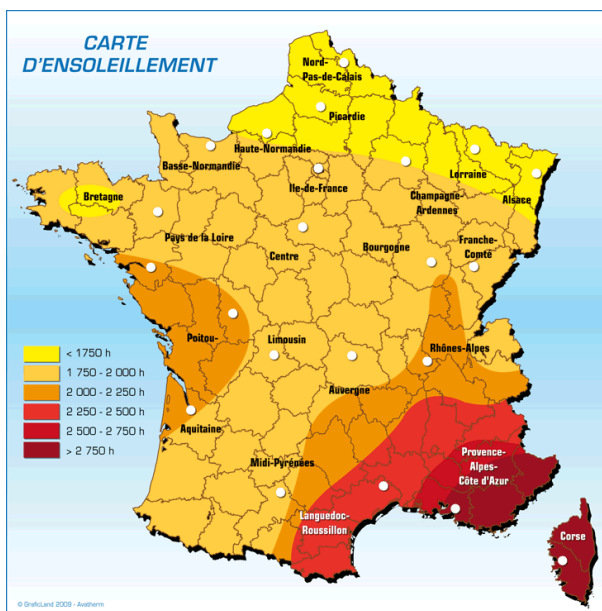 CARTE
D'ENSOLEILLEMENT
Nord-
Pas-de-Calais
Picardie
Haute-Normandie
Basse-Normandie
Lorraine
Ile-de-France
Alsace
Champagne-
Ardennes
Bretagne
Pays de la Loire
Bourgogne
Franche-
Comté
Centre
Poitou-
Limousin
Rhônes-Alpes
Auvergne
< 1750 h
1 750 - 2 000 h
2 000 - 2 250 h
2 250 - 2 500 h
2 500 - 2 750 h
> 2 750 h
Aquitaine
Midi-Pyrénées
Provence-
Alpes-
Côte d'Azur
Languedoc-
Roussillon
Corse
© GraficLand 2009 - Avatherm